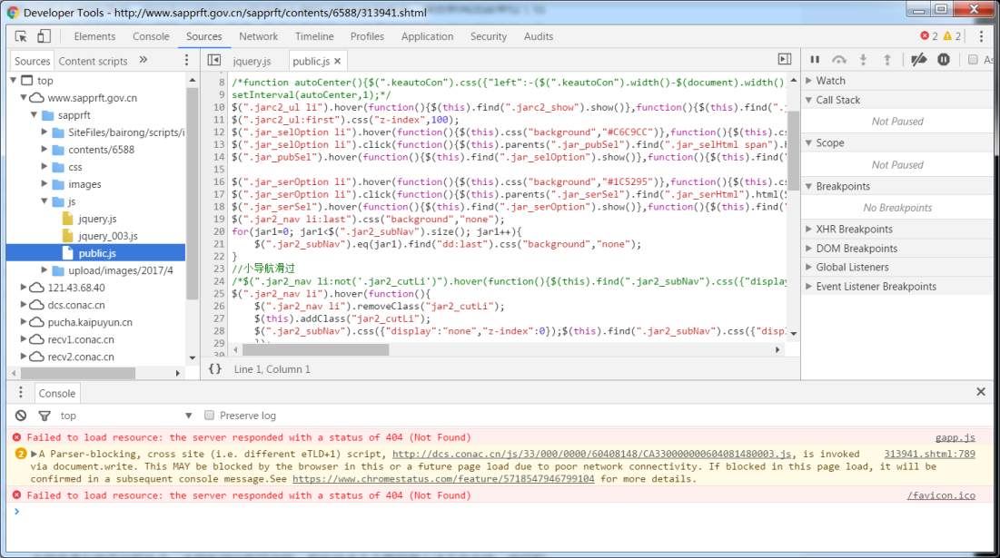 Developer Tools - http://www.sapprft.gov.cn/sapprft/contents/6588/313941.shtml
Elements Console Sources Network Timeline Profiles Application Security Audits 2 2
Sources Content scripts »
jquery.js public.js ×
As
top
www.sapprft.gov.cn
sapprft
SiteFiles/bairong/scripts/i
contents/6588
css
images
js
jquery.js
jquery_003.js
public.js
upload/images/2017/4
121.43.68.40
dcs.conac.cn
pucha.kaipuyun.cn
recv1.conac.cn
recv2.conac.cn
8 /*function autoCenter(){$(".keautoCon").css({"left":-($(".keautoCon").width()-$(document).width()
9 setInterval(autoCenter,1);*/
10 $(".jarc2_ul li").hover(function(){$(this).find(".jarc2_show").show()},function(){$(this).find(".j
11 $(".jarc2_ul:first").css("z-index",100);
12 $(".jar_selOption li").hover(function(){$(this).css("background","#C6C9CC")},function(){$(this).cs
13 $(".jar_selOption li").click(function(){$(this).parents(".jar_pubSel").find(".jar_selHtml span").h
14 $(".jar_pubSel").hover(function(){$(this).find(".jar_selOption").show()},function(){$(this).find("
15
16 $(".jar_serOption li").hover(function(){$(this).css("background","#1C5295")},function(){$(this).cs
17 $(".jar_serOption li").click(function(){$(this).parents(".jar_serSel").find(".jar_serHtml").html($
18 $(".jar_serSel").hover(function(){$(this).find(".jar_serOption").show()},function(){$(this).find("
19 $(".jar2_nav li:last").css("background","none");
20 for(jar1=0; jar1<$(".jar2_subNav").size(); jar1++){
21 $(".jar2_subNav").eq(jar1).find("dd:last").css("background","none");
22 }
23 //小导航滑过
24 /*$(".jar2_nav li:not('.jar2_cutLi')").hover(function(){$(this).find(".jar2_subNav").css({"display
25 $(".jar2_nav li").hover(function(){
26 $(".jar2_nav li").removeClass("jar2_cutLi");
27 $(this).addClass("jar2_cutLi");
28 $(".jar2_subNav").css({"display":"none","z-index":0});$(this).find(".jar2_subNav").css({"displ
29
30
{} Line 1, Column 1
Watch
Call Stack
Not Paused
Scope
Not Paused
Breakpoints
No Breakpoints
XHR Breakpoints
DOM Breakpoints
Global Listeners
Event Listener Breakpoints
Console ×
top Preserve log
Failed to load resource: the server responded with a status of 404 (Not Found) gapp.js
2 A Parser-blocking, cross site (i.e. different eTLD+1) script, http://dcs.conac.cn/js/33/000/0000/60408148/CA330000000604081480003.js, is invoked 313941.shtml:789
via document.write. This MAY be blocked by the browser in this or a future page load due to poor network connectivity. If blocked in this page load, it will be
confirmed in a subsequent console message.See https://www.chromestatus.com/feature/5718547946799104 for more details.
Failed to load resource: the server responded with a status of 404 (Not Found) /favicon.ico
>